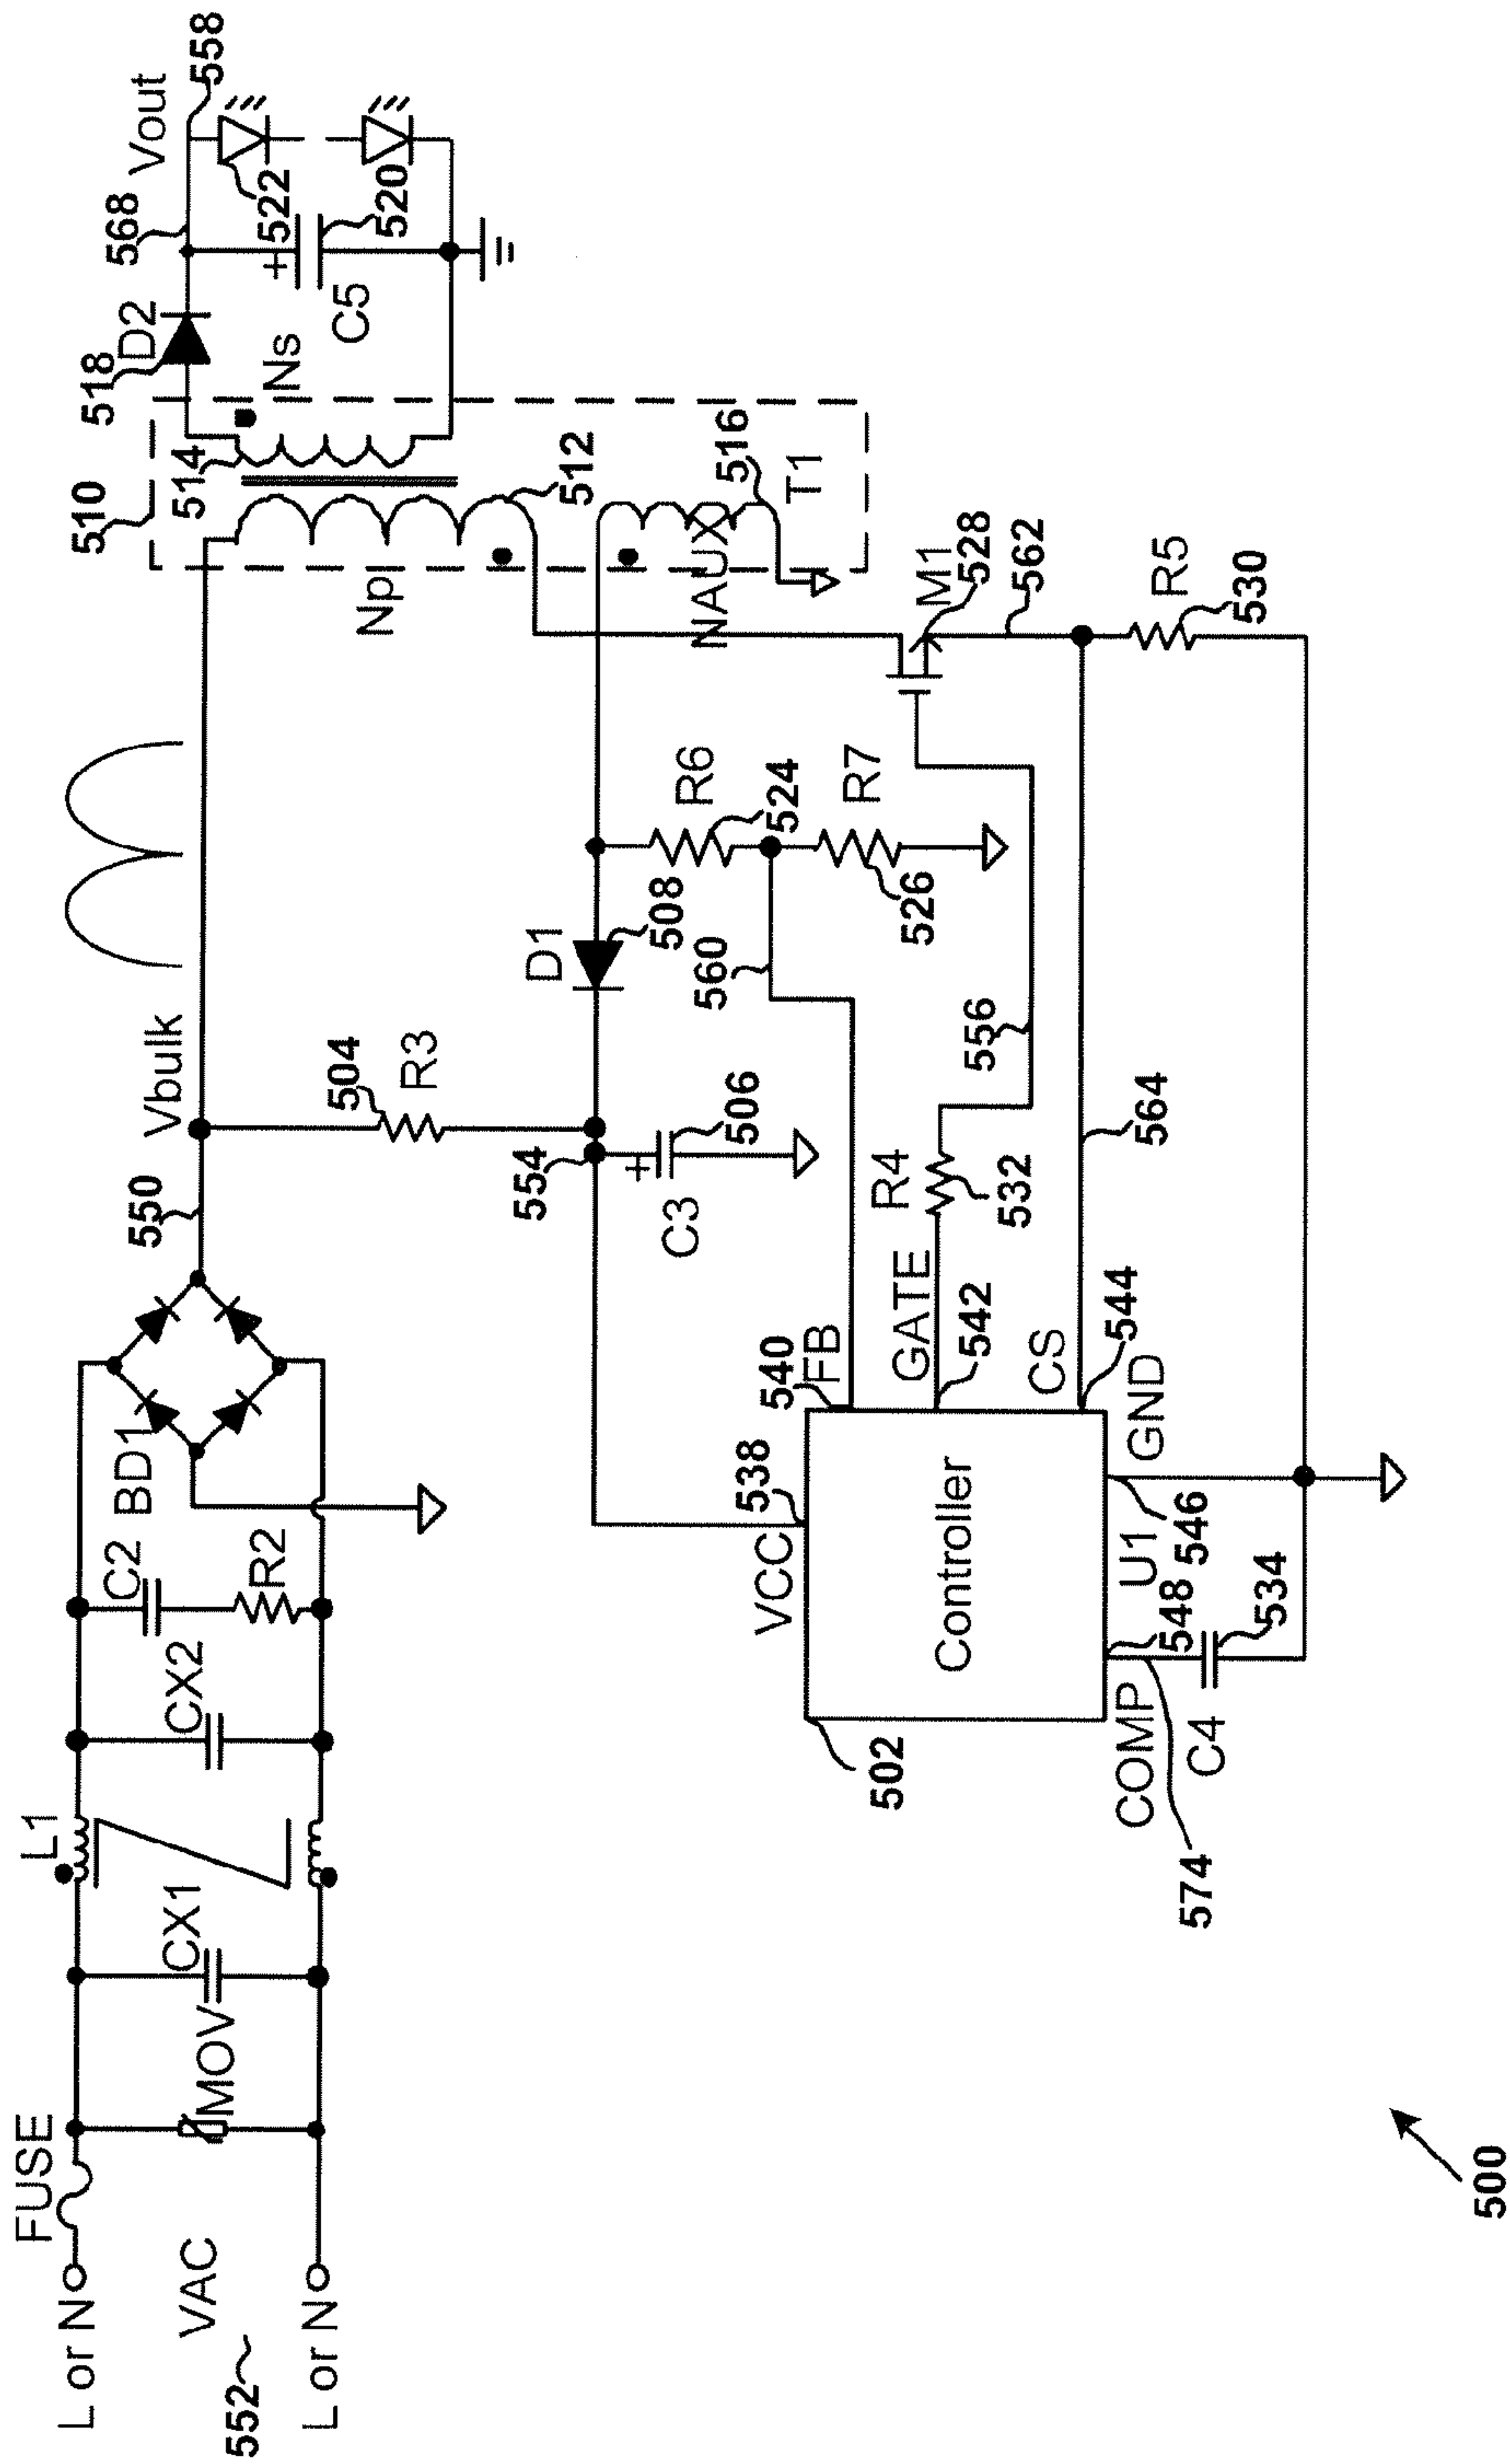 FUSE
L or N
VAC
552
L or N
MOV
CX1
L1
CX2
C2
R2
BD1
550
Vbulk
504
R3
554
C3
506
D1
508
R6
524
R7
526
560
510
514
Np
512
NAUX
516
T1
518
D2
Ns
568
Vout
558
522
520
C5
M1
528
562
R5
530
556
564
R4
532
VCC
538
540
FB
GATE
542
CS
544
GND
546
U1
Controller
502
COMP
548
574
C4
534
500